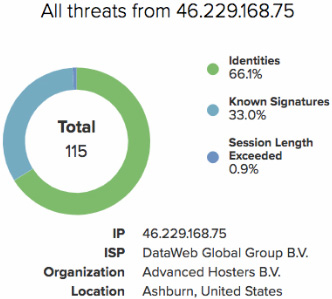 All threats from 46.229.168.75
Identities
66.1%
Known Signatures
33.0%
Session Length
Exceeded
0.9%
Total
115
IP 46.229.168.75
ISP DataWeb Global Group B.V.
Organization Advanced Hosters B.V.
Location Ashburn, United States